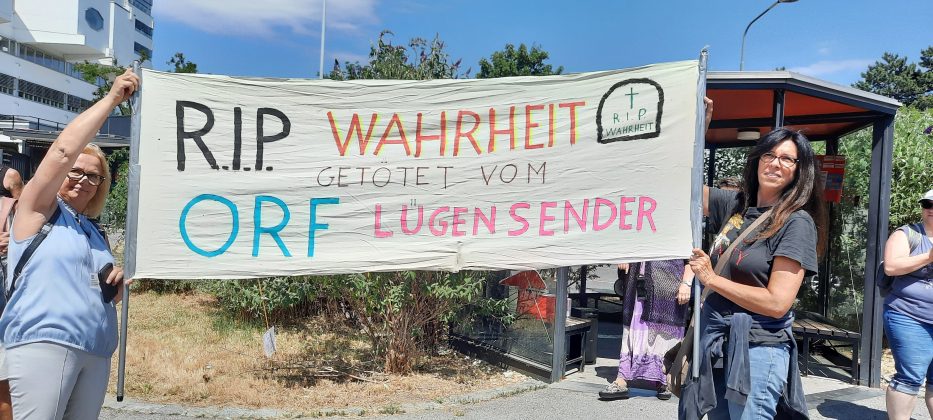 R.I.P. WAHRHEIT
GETÖTET VOM
ORF LÜGENSENDER
R.I.P
WAHRHEIT